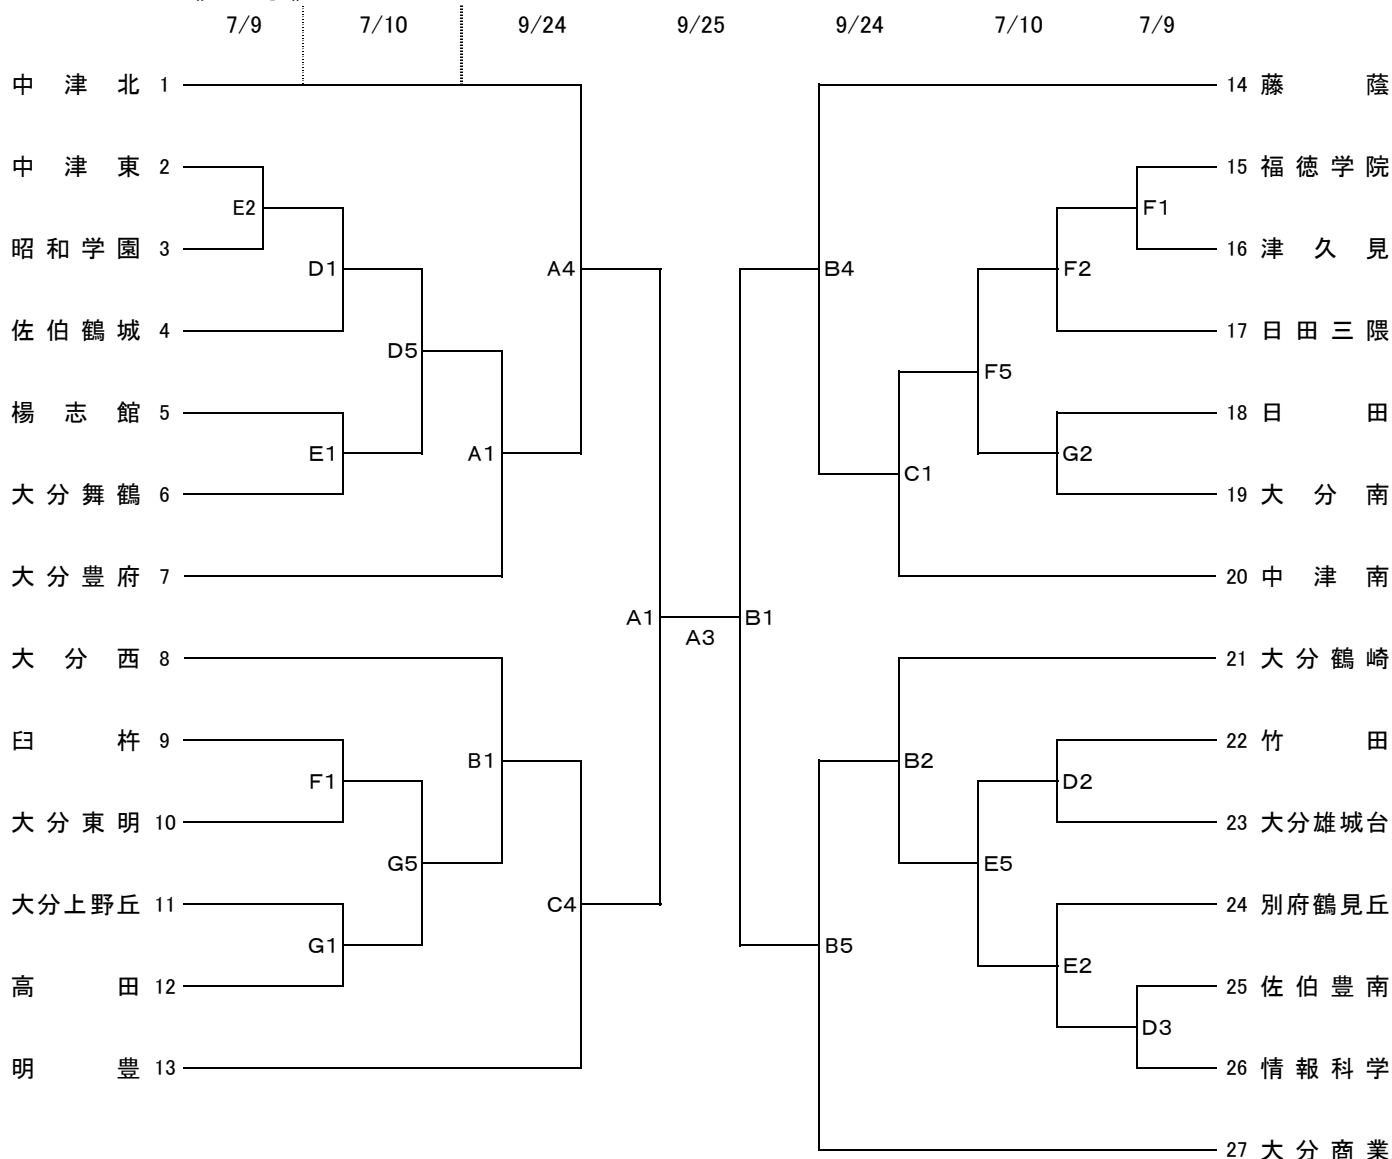 7/9 7/10 9/24 9/25 9/24 7/10 7/9
中津北 1
14 藤蔭
中津東 2
15 福徳学院
E2
F1
昭和学園 3
16 津久見
D1
A4
B4
F2
佐伯鶴城 4
17 日田三隈
D5
F5
楊志館 5
18 日田
E1
A1
C1
G2
大分舞鶴 6
19 大分南
大分豊府 7
20 中津南
A1
A3
B1
大分西 8
21 大分鶴崎
臼杵 9
22 竹田
F1
B1
B2
D2
大分東明 10
23 大分雄城台
G5
E5
大分上野丘 11
24 別府鶴見丘
C4
G1
B5
E2
高田 12
25 佐伯豊南
D3
明豊 13
26 情報科学
27 大分商業